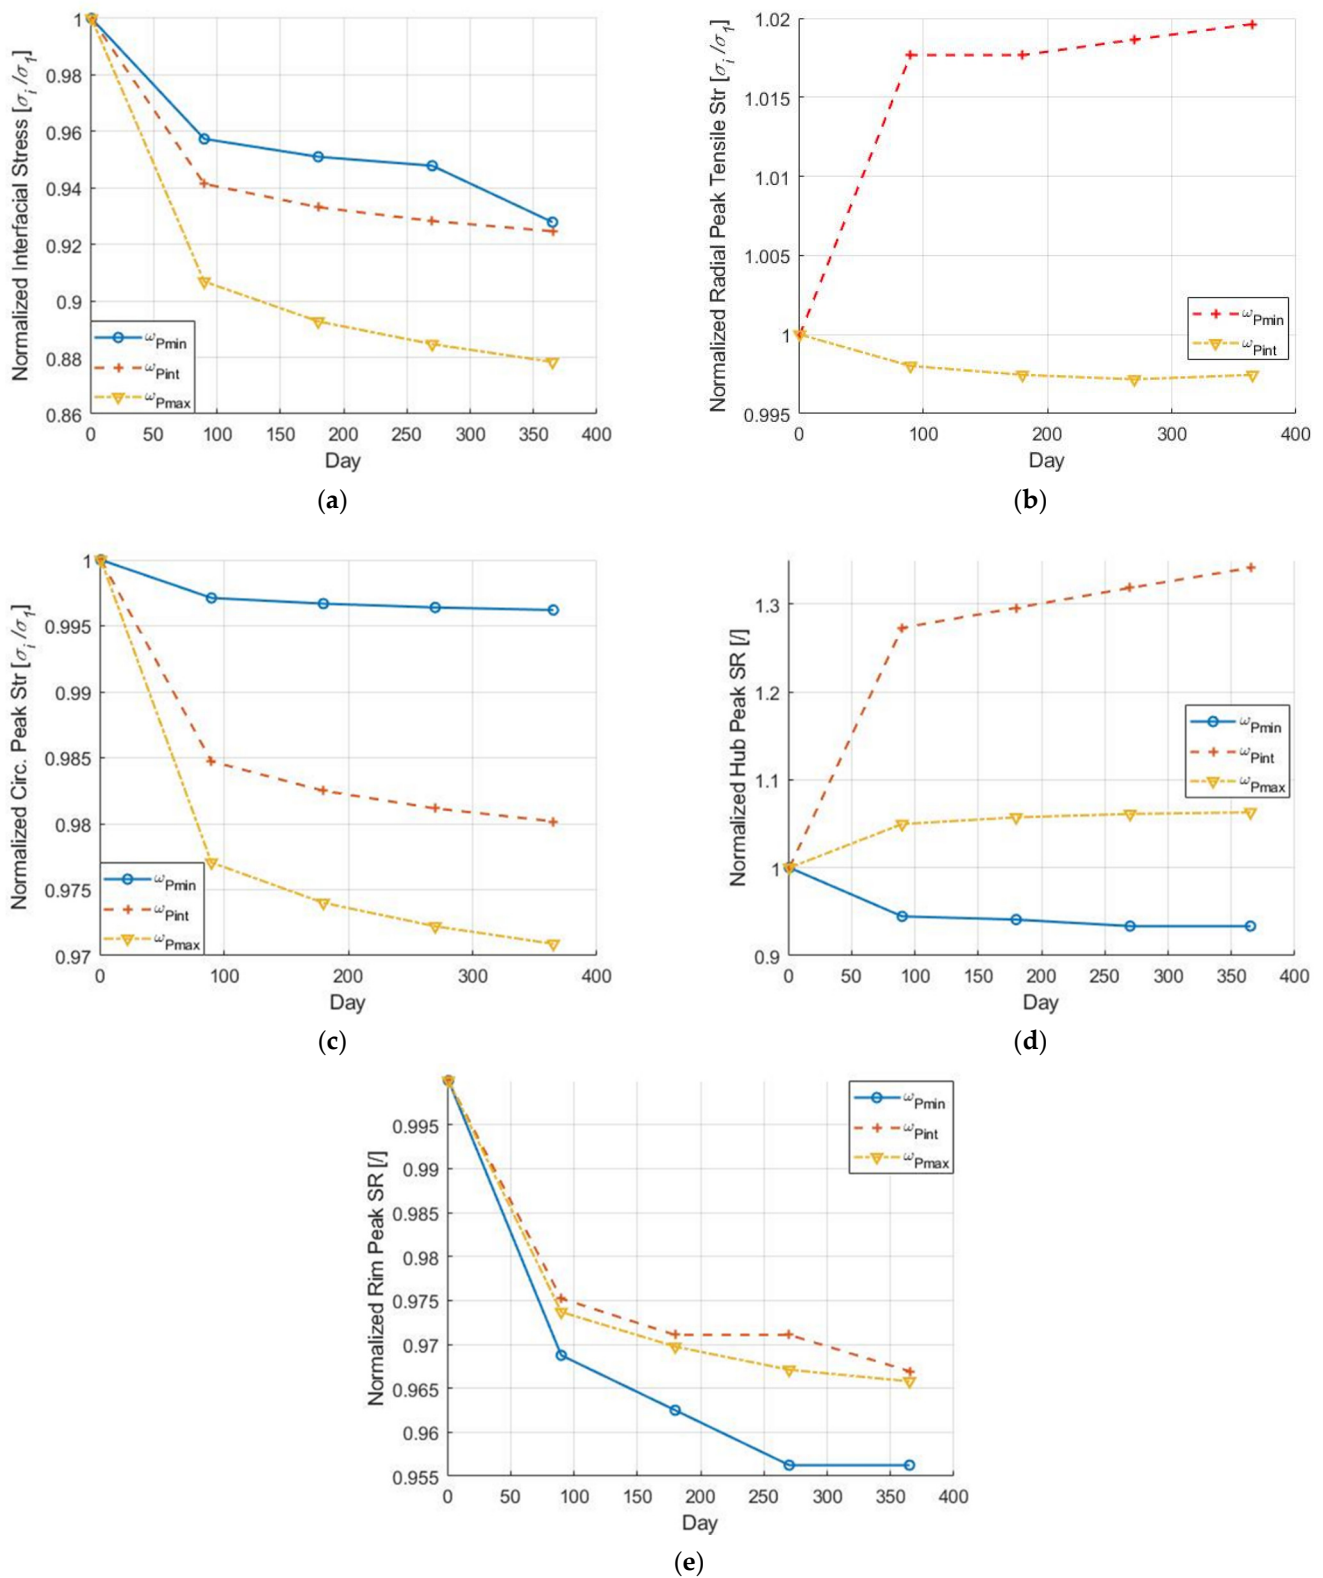 Normalized Interfacial Stress [σi/σ1]
1
0.98
0.96
0.94
0.92
0.9
0.88
0.86
ωPmin
ωPint
ωPmax
0 50 100 150 200 250 300 350 400
Day
(a)
Normalized Radial Peak Tensile Str [σi/σ1]
1.02
1.015
1.01
1.005
1
0.995
ωPmin
ωPint
0 100 200 300 400
Day
(b)
Normalized Circ. Peak Str [σi/σ1]
1
0.995
0.99
0.985
0.98
0.975
0.97
ωPmin
ωPint
ωPmax
0 100 200 300 400
Day
(c)
Normalized Hub Peak SR [/]
1.3
1.2
1.1
1
0.9
ωPmin
ωPint
ωPmax
0 50 100 150 200 250 300 350 400
Day
(d)
Normalized Rim Peak SR [/]
0.995
0.99
0.985
0.98
0.975
0.97
0.965
0.96
0.955
ωPmin
ωPint
ωPmax
0 50 100 150 200 250 300 350 400
Day
(e)